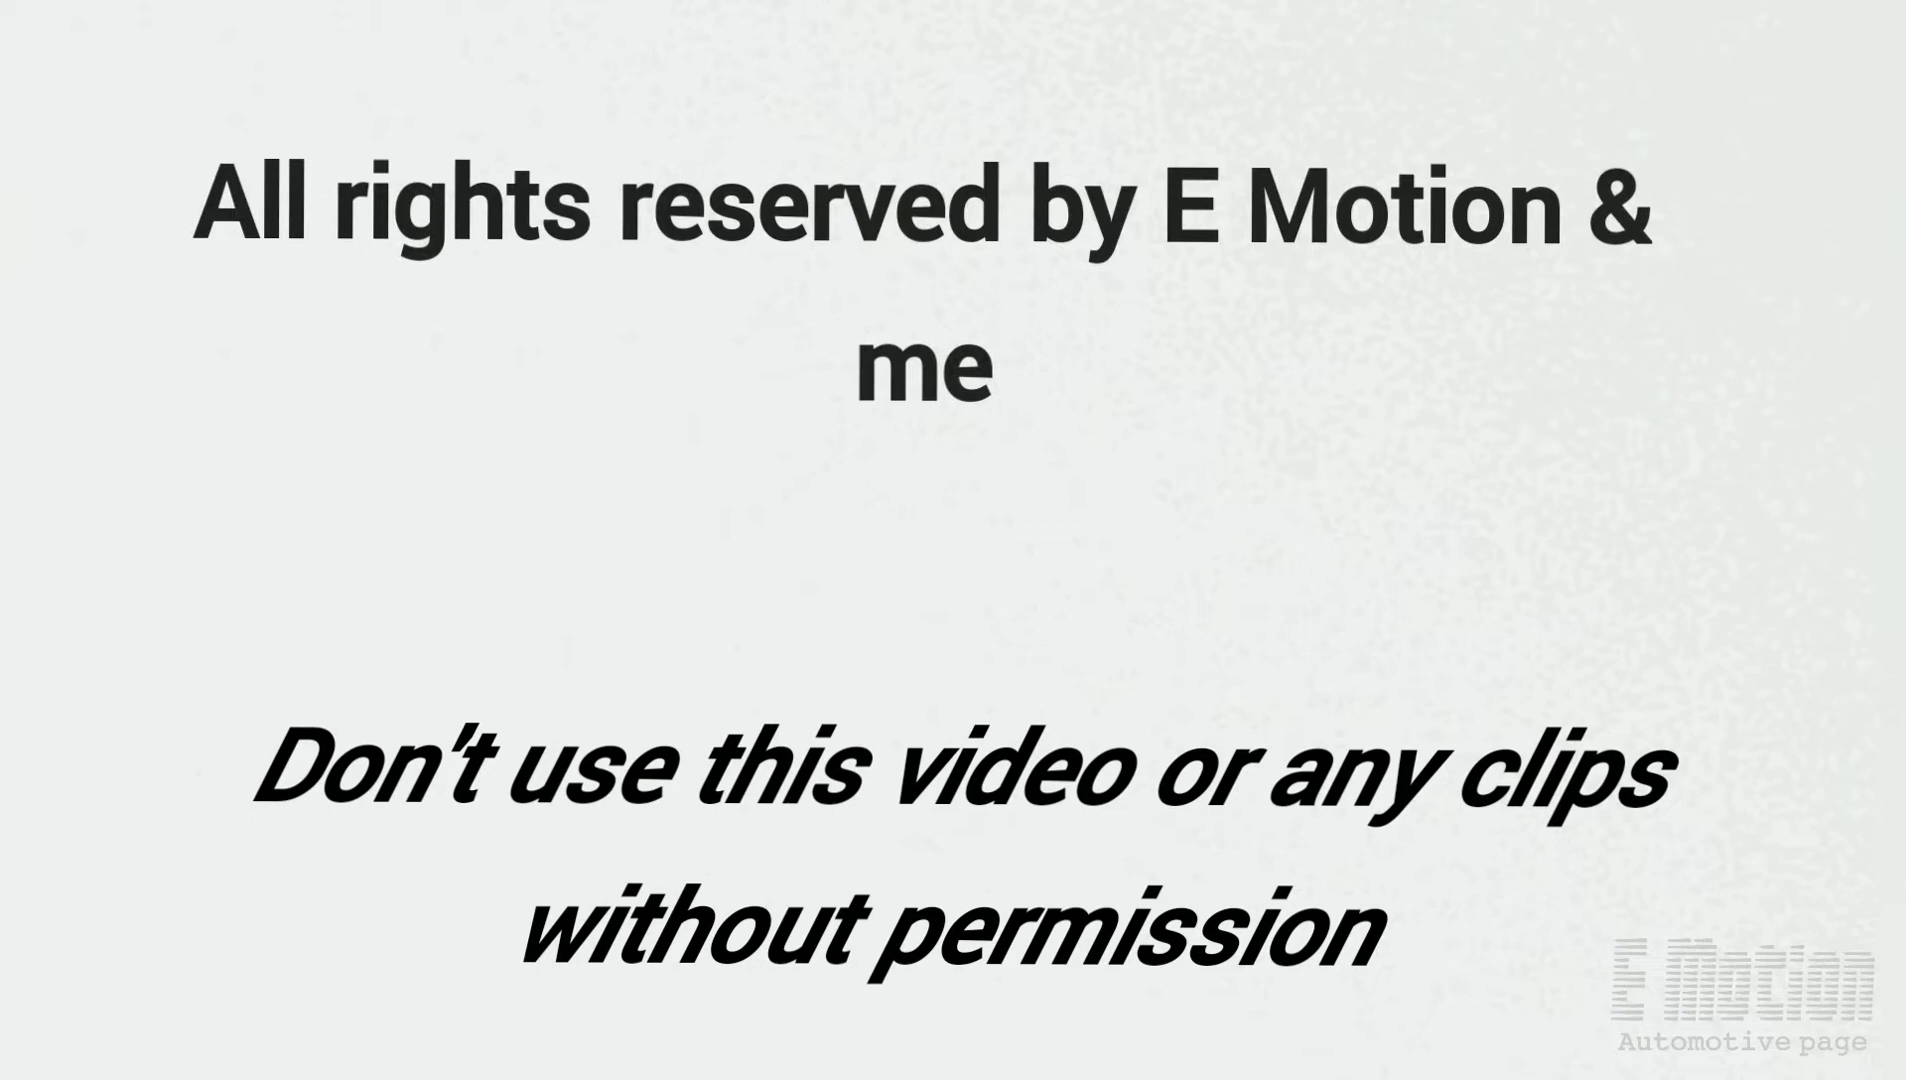 All rights reserved by E Motion &
me
Don't use this video or any clips
without permission
E Motion
Automotive page